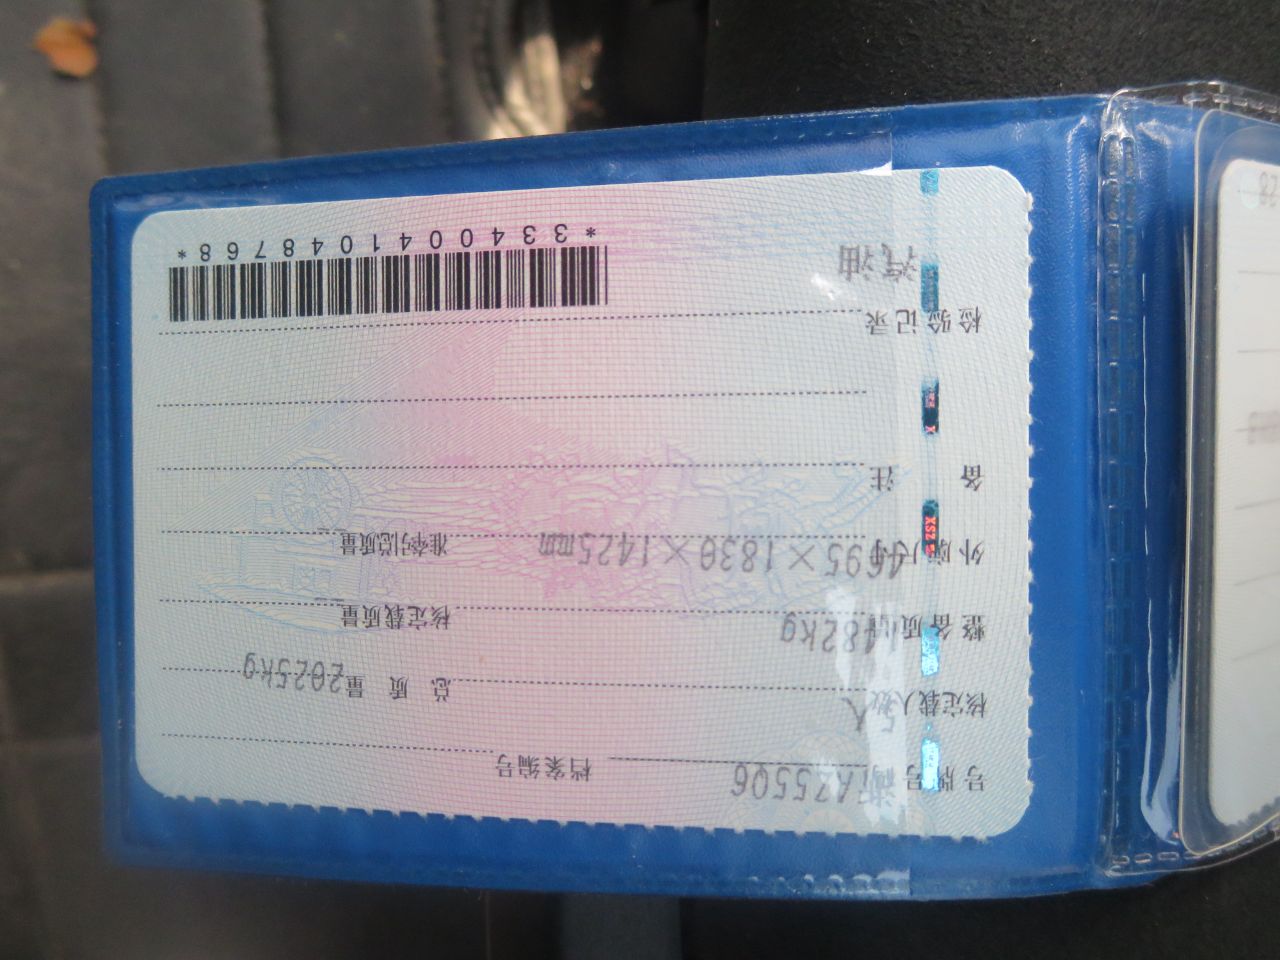 号牌号码 浙AZ55Q6 档案编号
核定载人数 5人 总质量 2025kg
整备质量 1482kg 核定载质量
外廓尺寸 4695×1830×1425mm 准牵引总质量
备注
检验记录
汽油
*3340041048768*